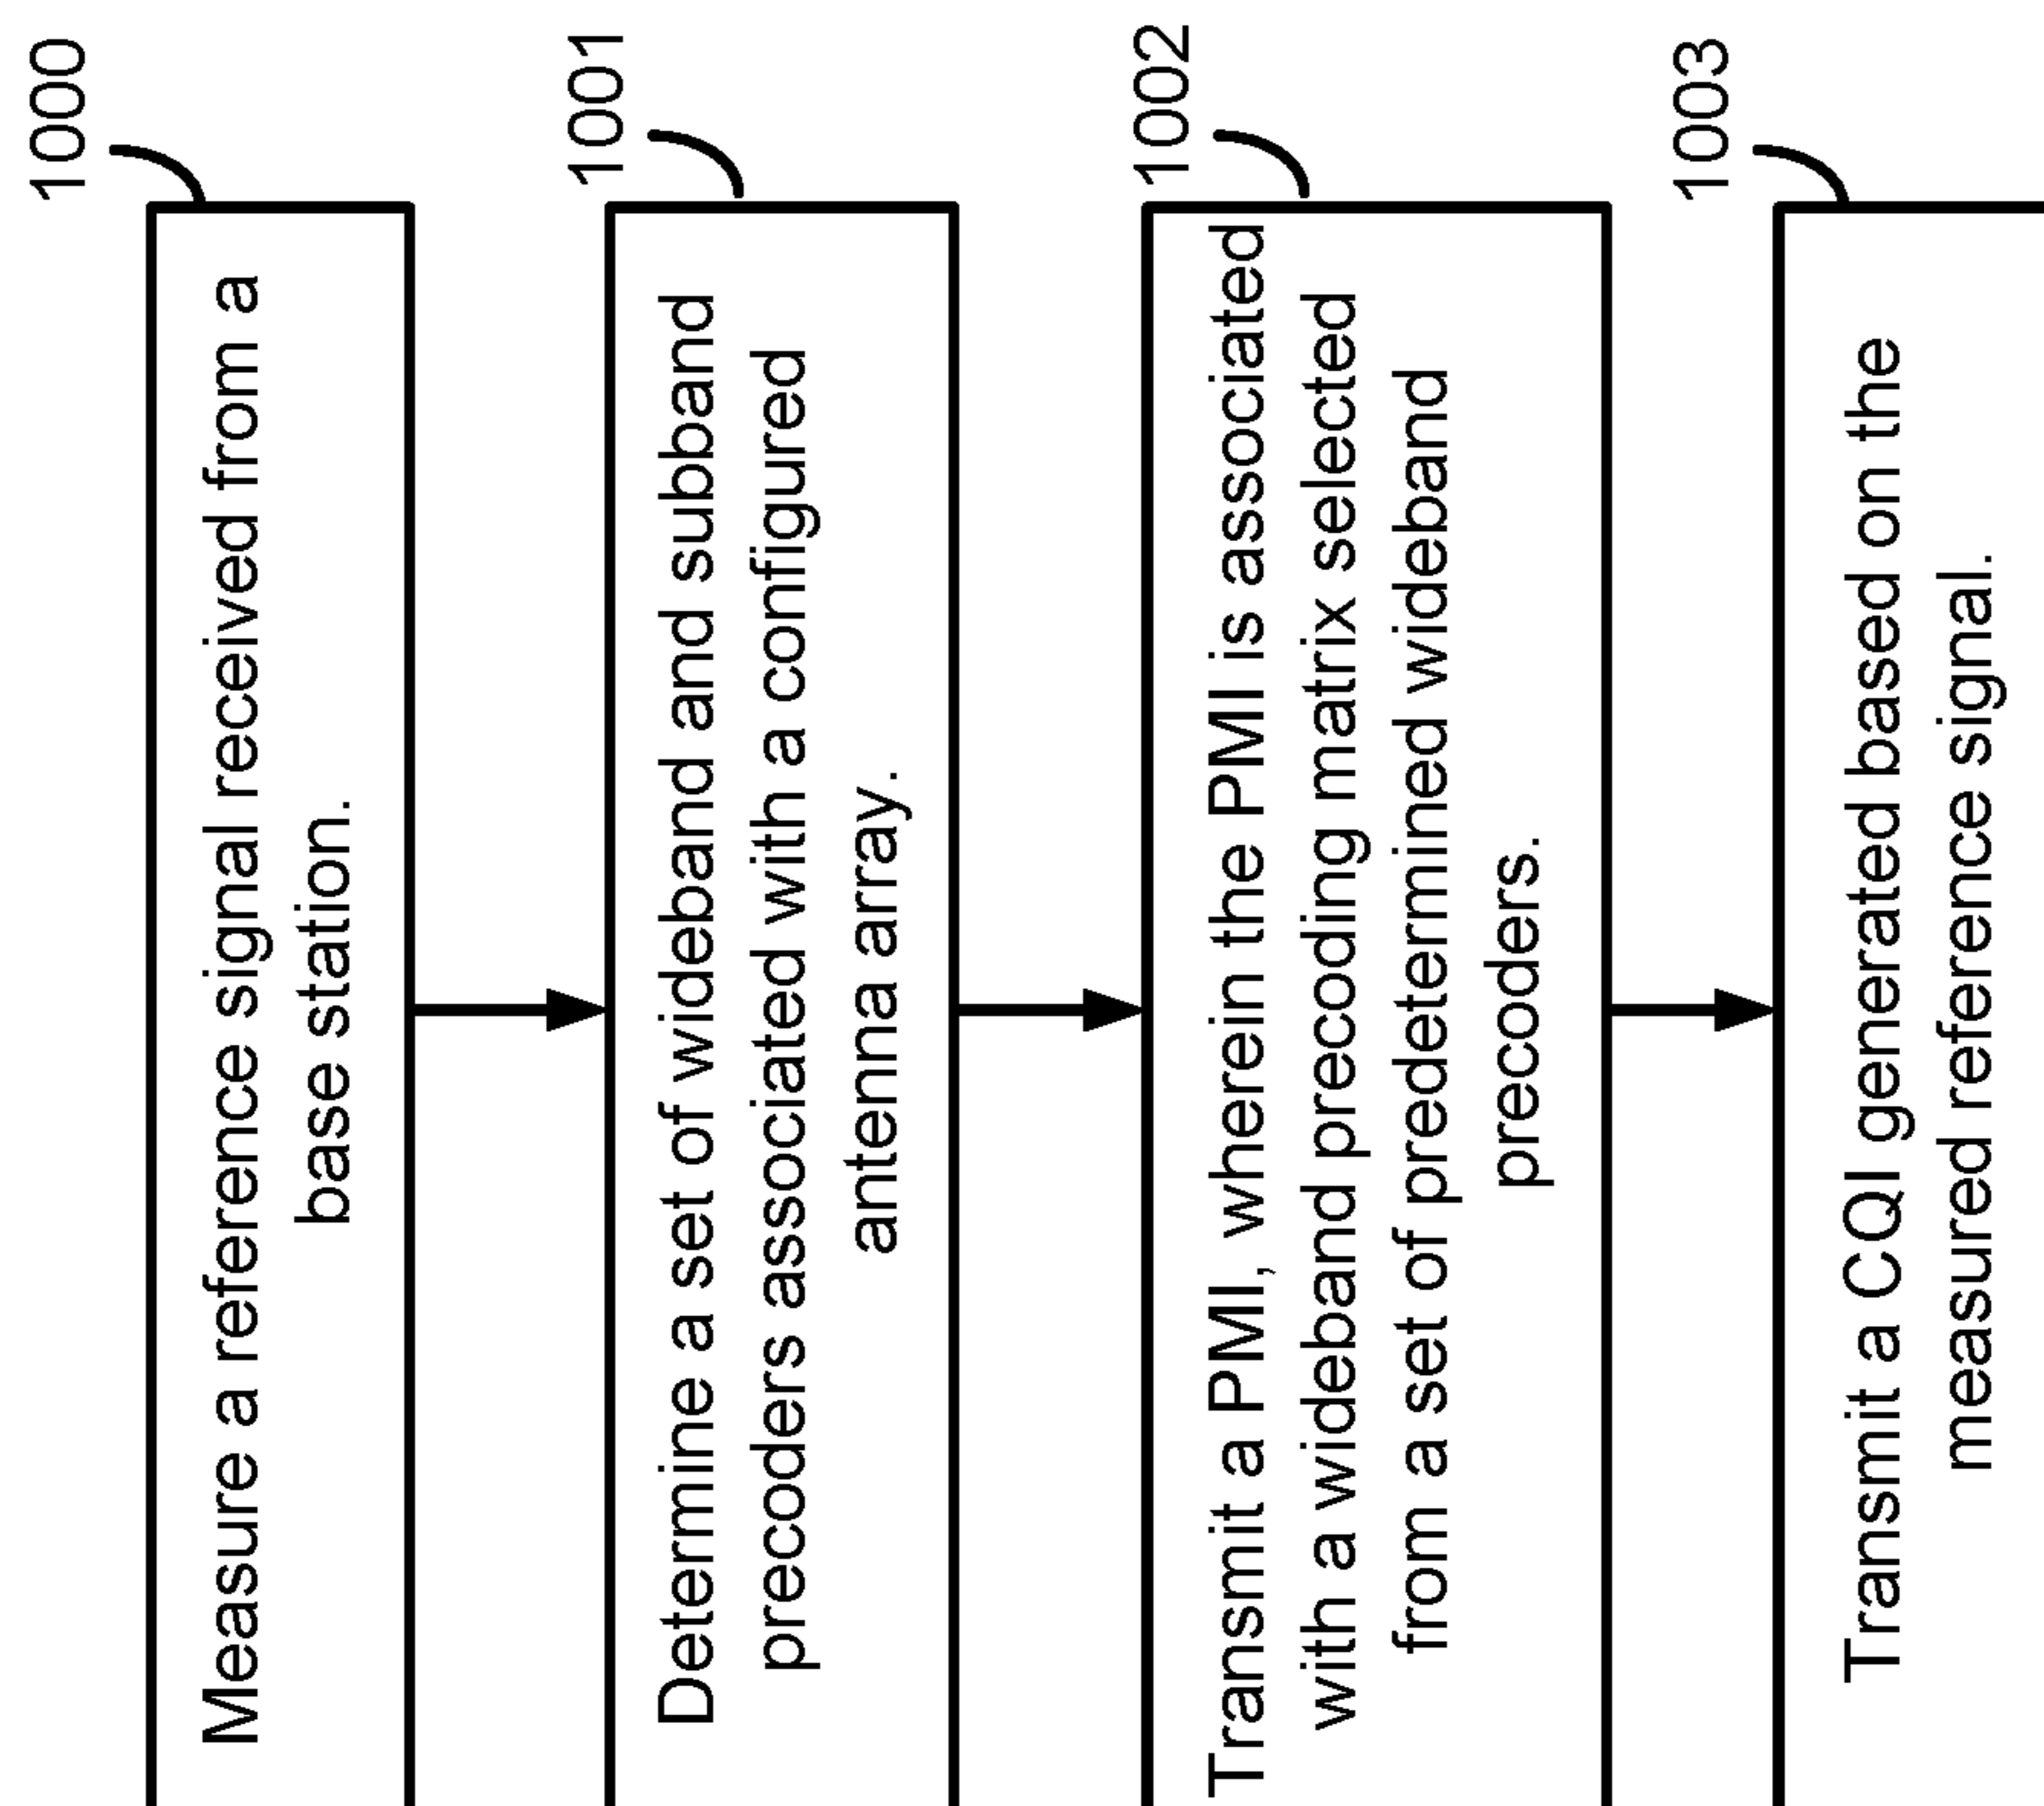 1000
Measure a reference signal received from a
base station.
1001
Determine a set of wideband and subband
precoders associated with a configured
antenna array.
1002
Transmit a PMI, wherein the PMI is associated
with a wideband precoding matrix selected
from a set of predetermined wideband
precoders.
1003
Transmit a CQI generated based on the
measured reference signal.